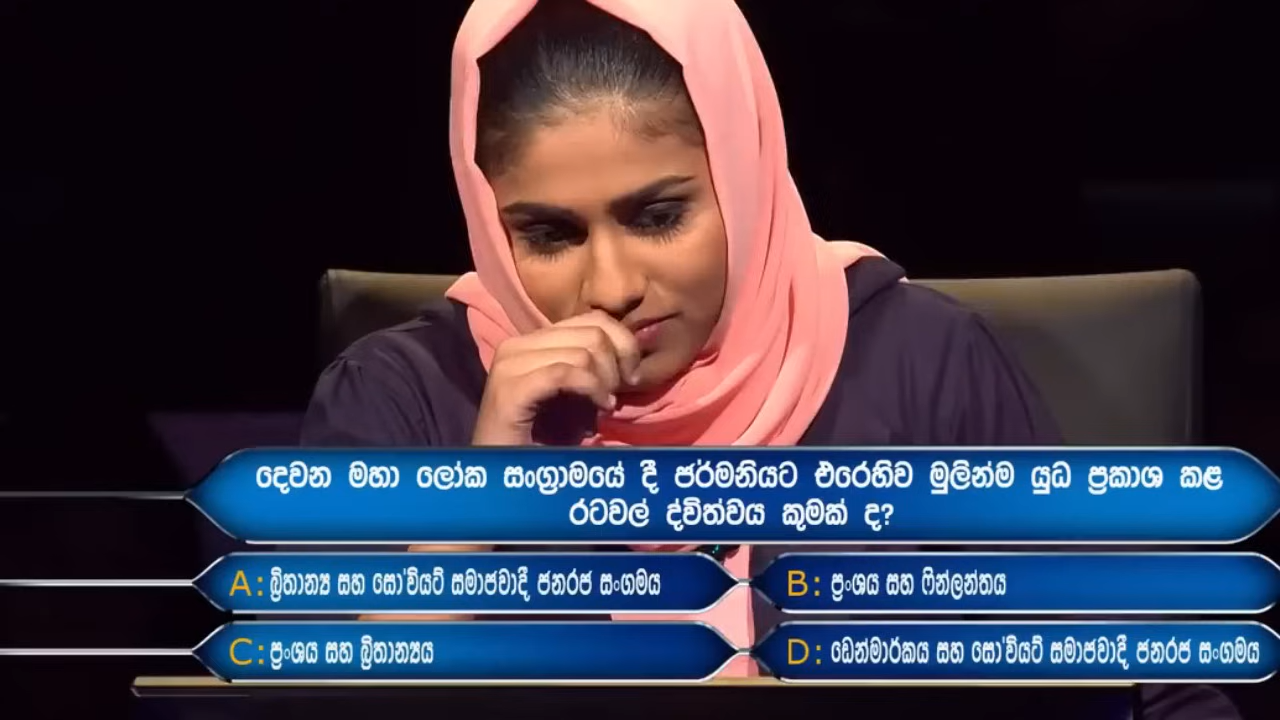 දෙවන මහා ලෝක සංග්‍රාමයේ දී ජර්මනියට එරෙහිව මුලින්ම යුධ ප්‍රකාශ කළ
රටවල් ද්විත්වය කුමක් ද?
A: බ්‍රිතාන්‍ය සහ සෝ'වියට් සමාජවාදී ජනරජ සංගමය
B: ප්‍රංශය සහ ෆින්ලන්තය
C: ප්‍රංශය සහ බ්‍රිතාන්‍යය
D: ඩෙන්මාර්කය සහ සෝ'වියට් සමාජවාදී ජනරජ සංගමය